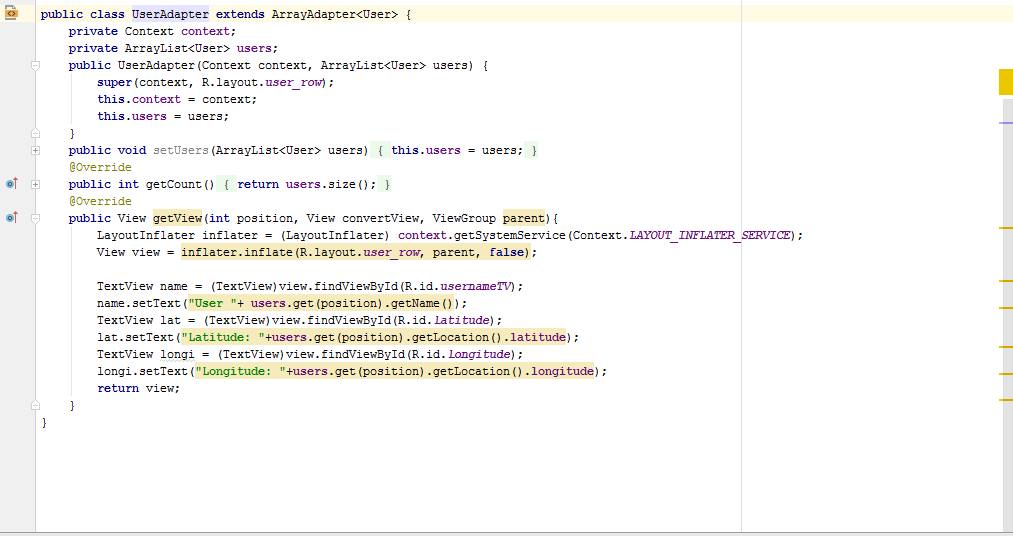 public class UserAdapter extends ArrayAdapter<User> {
    private Context context;
    private ArrayList<User> users;
    public UserAdapter(Context context, ArrayList<User> users) {
        super(context, R.layout.user_row);
        this.context = context;
        this.users = users;
    }
    public void setUsers(ArrayList<User> users) { this.users = users; }
    @Override
    public int getCount() { return users.size(); }
    @Override
    public View getView(int position, View convertView, ViewGroup parent){
        LayoutInflater inflater = (LayoutInflater) context.getSystemService(Context.LAYOUT_INFLATER_SERVICE);
        View view = inflater.inflate(R.layout.user_row, parent, false);

        TextView name = (TextView)view.findViewById(R.id.usernameTV);
        name.setText("User "+ users.get(position).getName());
        TextView lat = (TextView)view.findViewById(R.id.latitude);
        lat.setText("Latitude: "+users.get(position).getLocation().latitude);
        TextView longi = (TextView)view.findViewById(R.id.longitude);
        longi.setText("Longitude: "+users.get(position).getLocation().longitude);
        return view;
    }
}